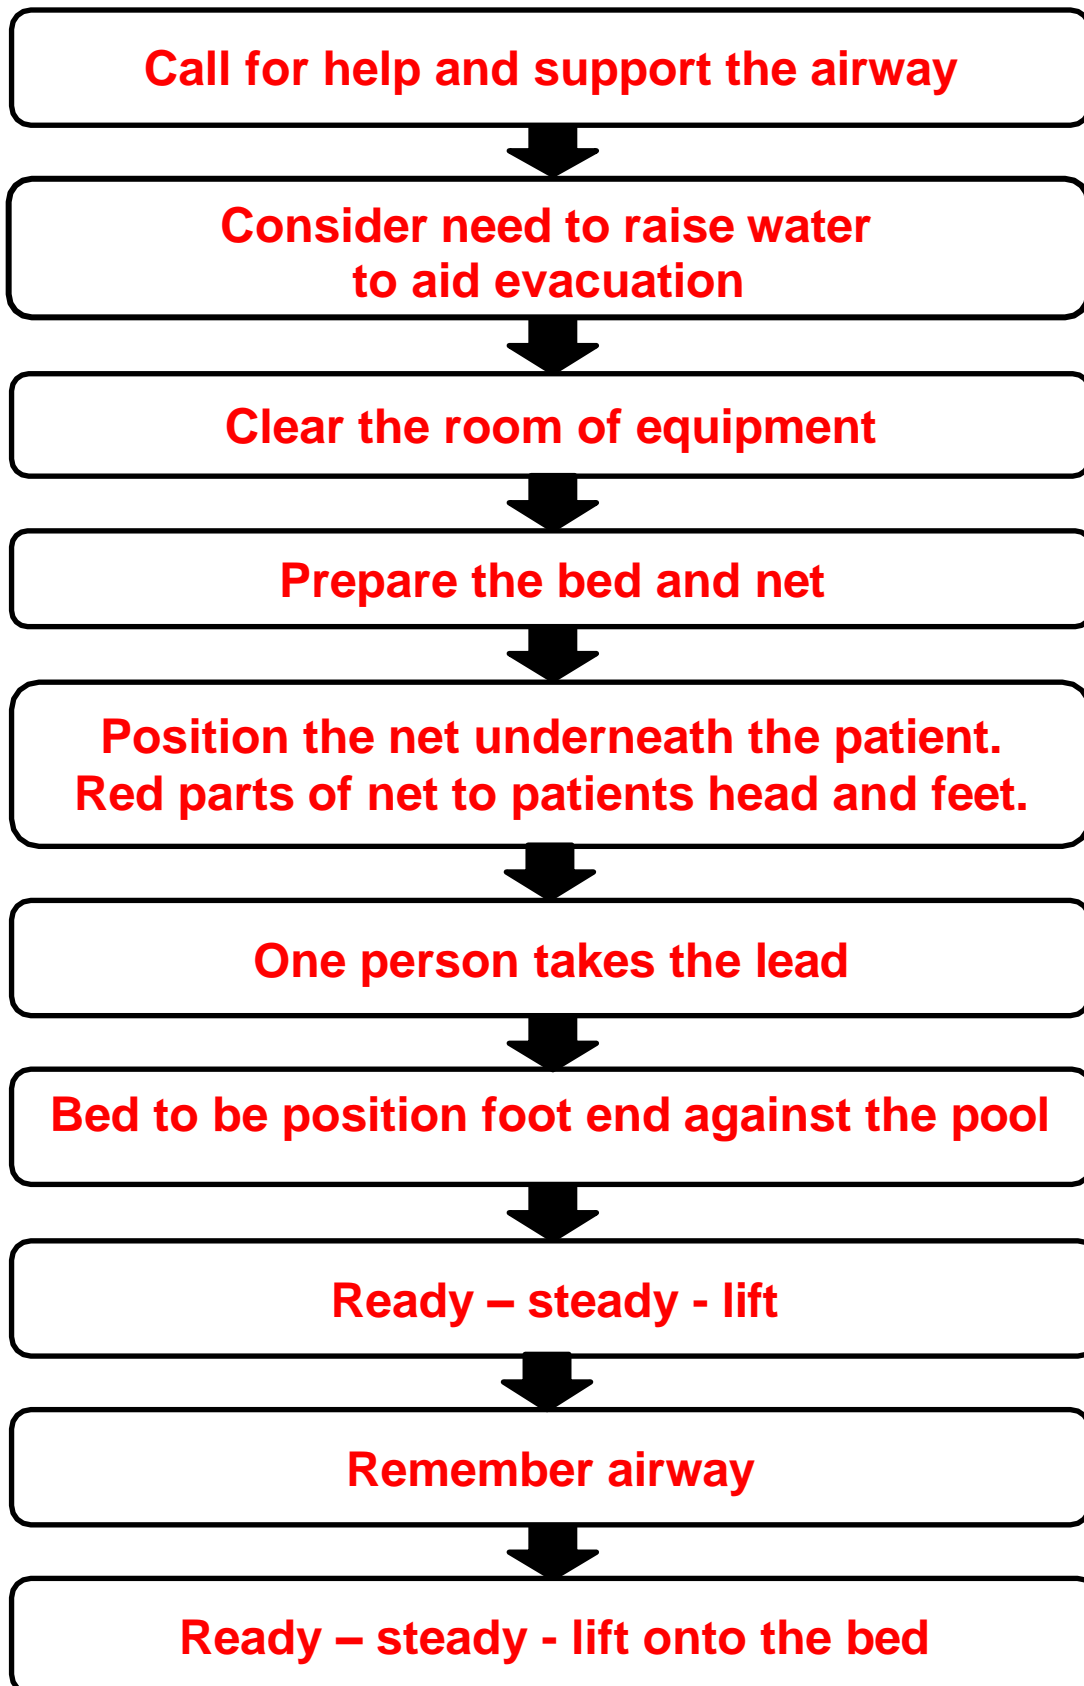 Call for help and support the airway
Consider need to raise water
to aid evacuation
Clear the room of equipment
Prepare the bed and net
Position the net underneath the patient.
Red parts of net to patients head and feet.
One person takes the lead
Bed to be position foot end against the pool
Ready – steady - lift
Remember airway
Ready – steady - lift onto the bed